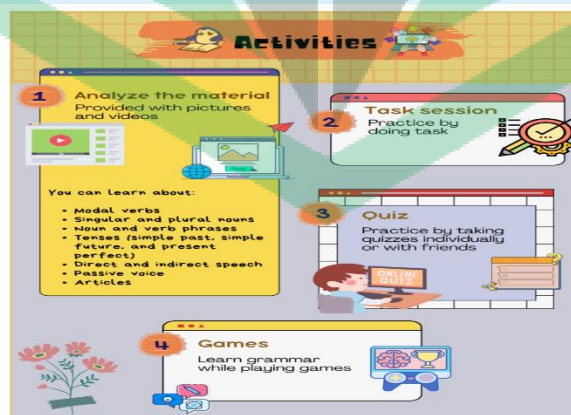 Activities
1
Analyze the material
Provided with pictures
and videos
You can learn about:
• Modal verbs
• Singular and plural nouns
• Noun and verb phrases
• Tenses (simple past, simple
future, and present
perfect)
• Direct and indirect speech
• Passive voice
• Articles
2
Task session
Practice by
doing task
3
Quiz
Practice by taking
quizzes individually
or with friends
ONLINE
QUIZ
4
Games
Learn grammar
while playing games